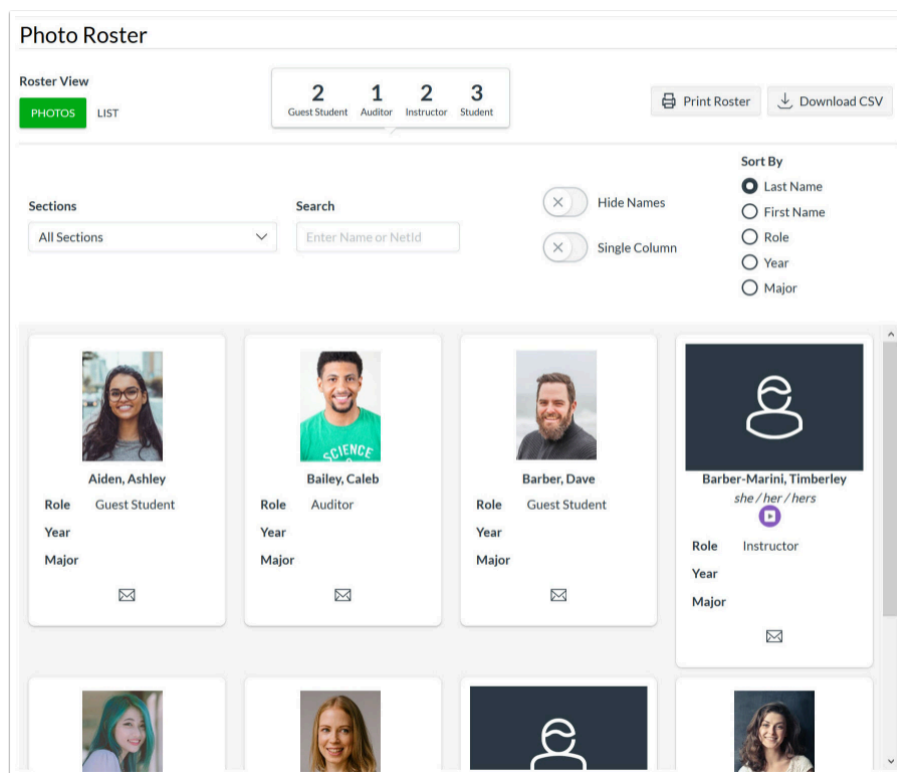 Photo Roster
Roster View
PHOTOS LIST
2 1 2 3
Guest Student Auditor Instructor Student
Print Roster Download CSV
Sort By
Last Name
First Name
Role
Year
Major
Sections
All Sections
Search
Enter Name or NetId
Hide Names
Single Column
Aiden, Ashley
Role Guest Student
Year
Major
Bailey, Caleb
SCIENCE
Role Auditor
Year
Major
Barber, Dave
Role Guest Student
Year
Major
Barber-Marini, Timberley
she / her / hers
Role Instructor
Year
Major